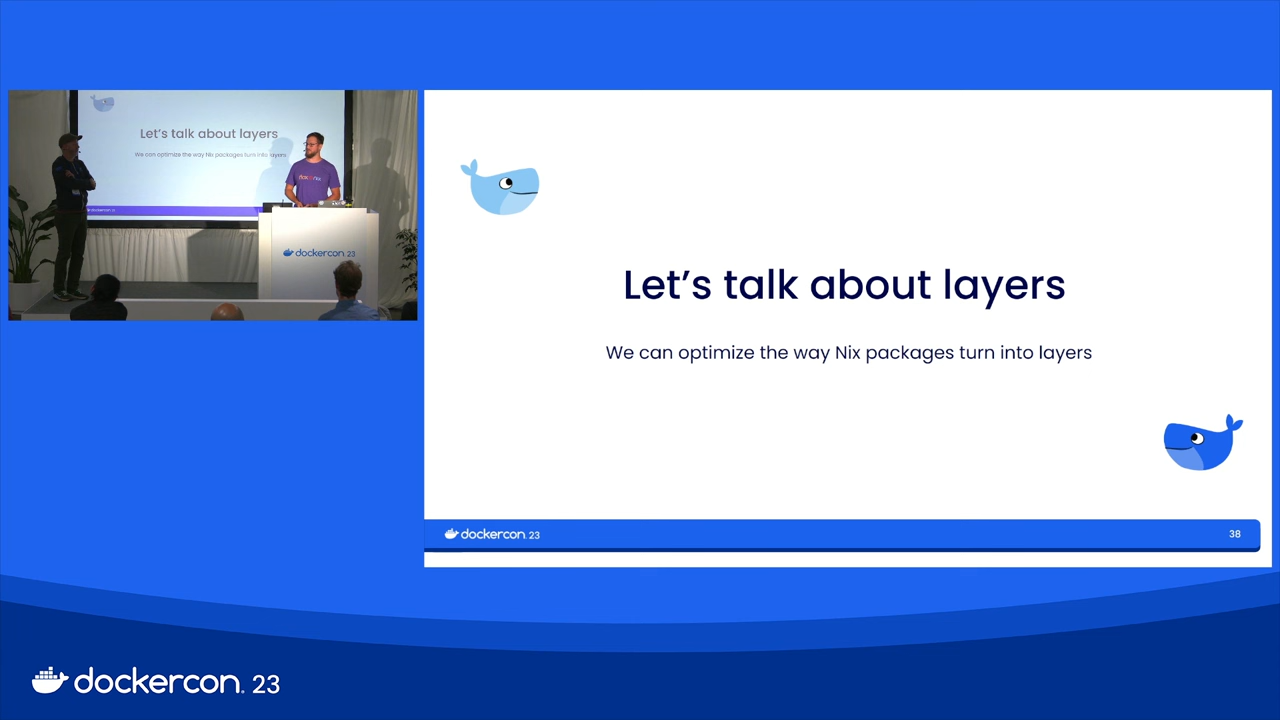 Let's talk about layers
We can optimize the way Nix packages turn into layers
dockercon 23
Let’s talk about layers
We can optimize the way Nix packages turn into layers
dockercon. 23
38
dockercon. 23